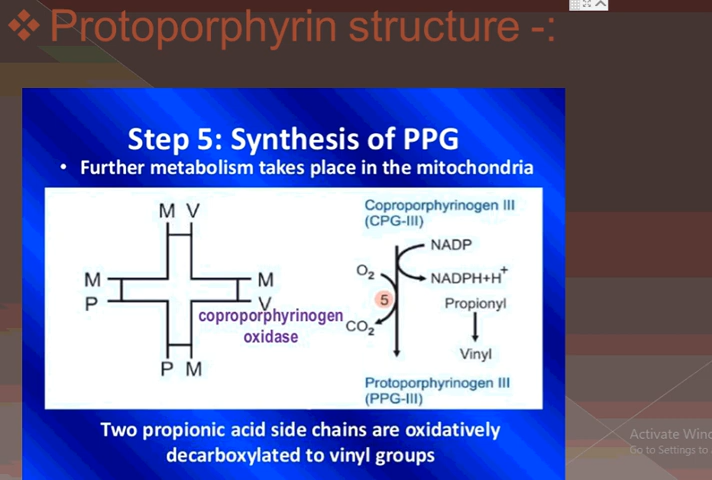 ❖ Protoporphyrin structure -:
Step 5: Synthesis of PPG
• Further metabolism takes place in the mitochondria
M V
M
P
M
V
P M
coproporphyrinogen
oxidase
Coproporphyrinogen III
(CPG-III)
NADP
O2
NADPH+H+
5
Propionyl
CO2
Vinyl
Protoporphyrinogen III
(PPG-III)
Two propionic acid side chains are oxidatively
decarboxylated to vinyl groups
Activate
Go to Settings to